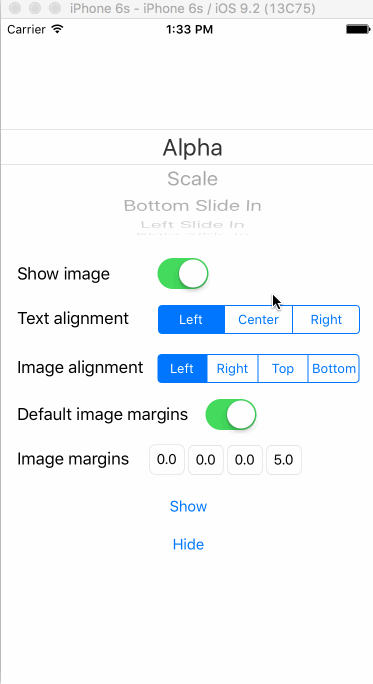 iPhone 6s - iPhone 6s / iOS 9.2 (13C75)
Carrier 1:33 PM
Alpha
Scale
Bottom Slide In
Left Slide In
Show image
Text alignment Left Center Right
Image alignment Left Right Top Bottom
Default image margins
Image margins 0.0 0.0 0.0 5.0
Show
Hide